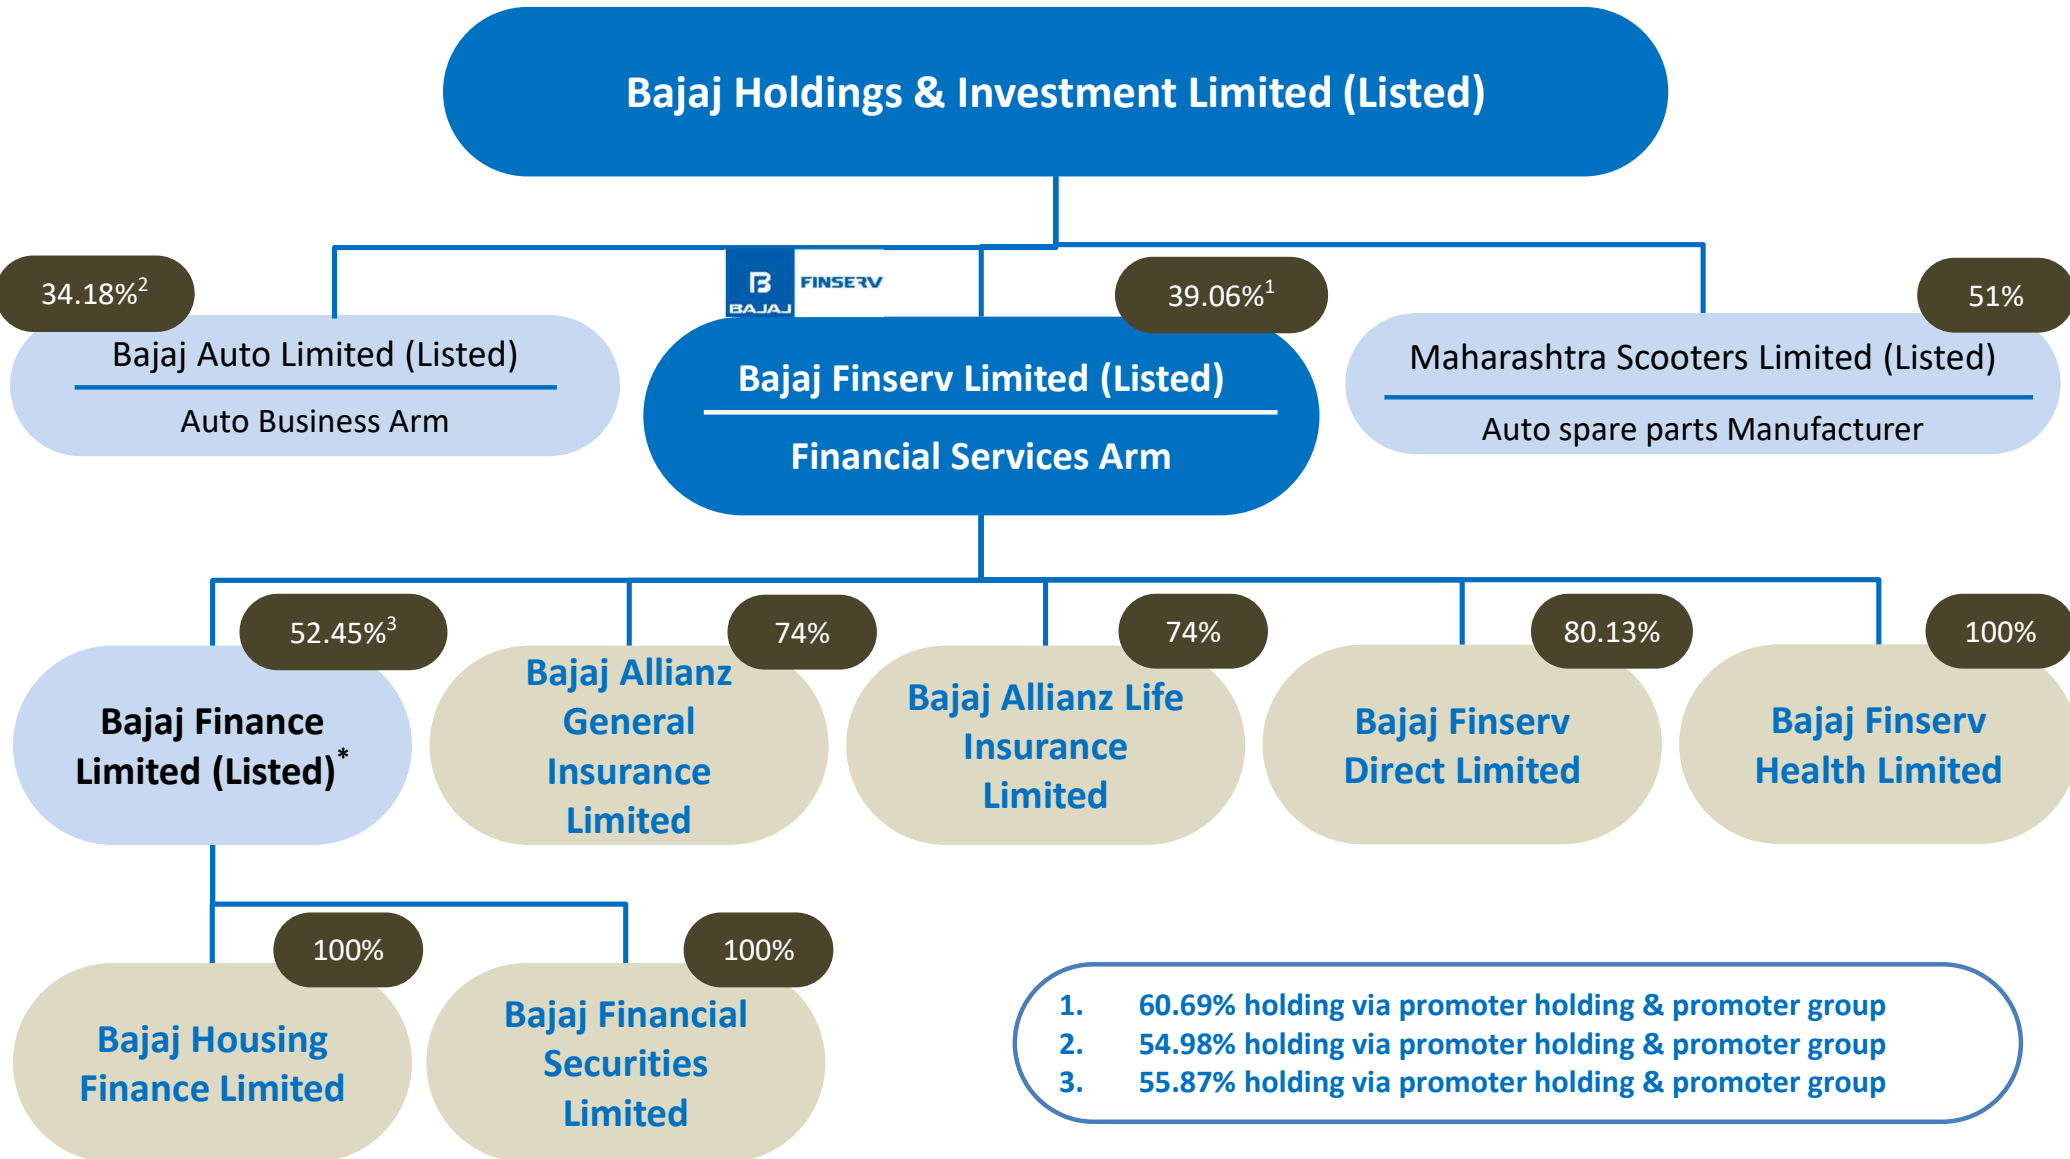 Bajaj Holdings & Investment Limited (Listed)
34.18%2
Bajaj Auto Limited (Listed)
Auto Business Arm
B
BAJAJ
FINSERV
39.06%1
Bajaj Finserv Limited (Listed)
Financial Services Arm
51%
Maharashtra Scooters Limited (Listed)
Auto spare parts Manufacturer
52.45%3
Bajaj Finance
Limited (Listed)*
74%
Bajaj Allianz
General
Insurance
Limited
74%
Bajaj Allianz Life
Insurance
Limited
80.13%
Bajaj Finserv
Direct Limited
100%
Bajaj Finserv
Health Limited
100%
Bajaj Housing
Finance Limited
100%
Bajaj Financial
Securities
Limited
1. 60.69% holding via promoter holding & promoter group
2. 54.98% holding via promoter holding & promoter group
3. 55.87% holding via promoter holding & promoter group